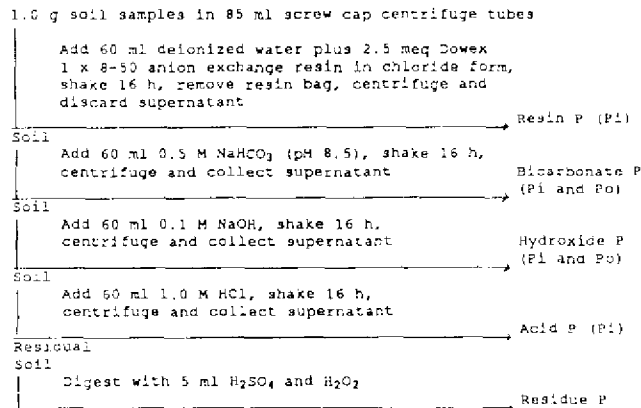 1.0 g soil samples in 85 ml screw cap centrifuge tubes
Add 60 ml deionized water plus 2.5 meq Dowex
1 x 8-50 anion exchange resin in chloride form,
shake 16 h, remove resin bag, centrifuge and
discard supernatant
Resin P (Pi)
Soil
Add 60 ml 0.5 M NaHCO₃ (pH 8.5), shake 16 h,
centrifuge and collect supernatant
Bicarbonate P
(Pi and Po)
Soil
Add 60 ml 0.1 M NaOH, shake 16 h,
centrifuge and collect supernatant
Hydroxide P
(Pi and Po)
Soil
Add 60 ml 1.0 M HCl, shake 16 h,
centrifuge and collect supernatant
Acid P (Pi)
Residual
Soil
Digest with 5 ml H₂SO₄ and H₂O₂
Residue P